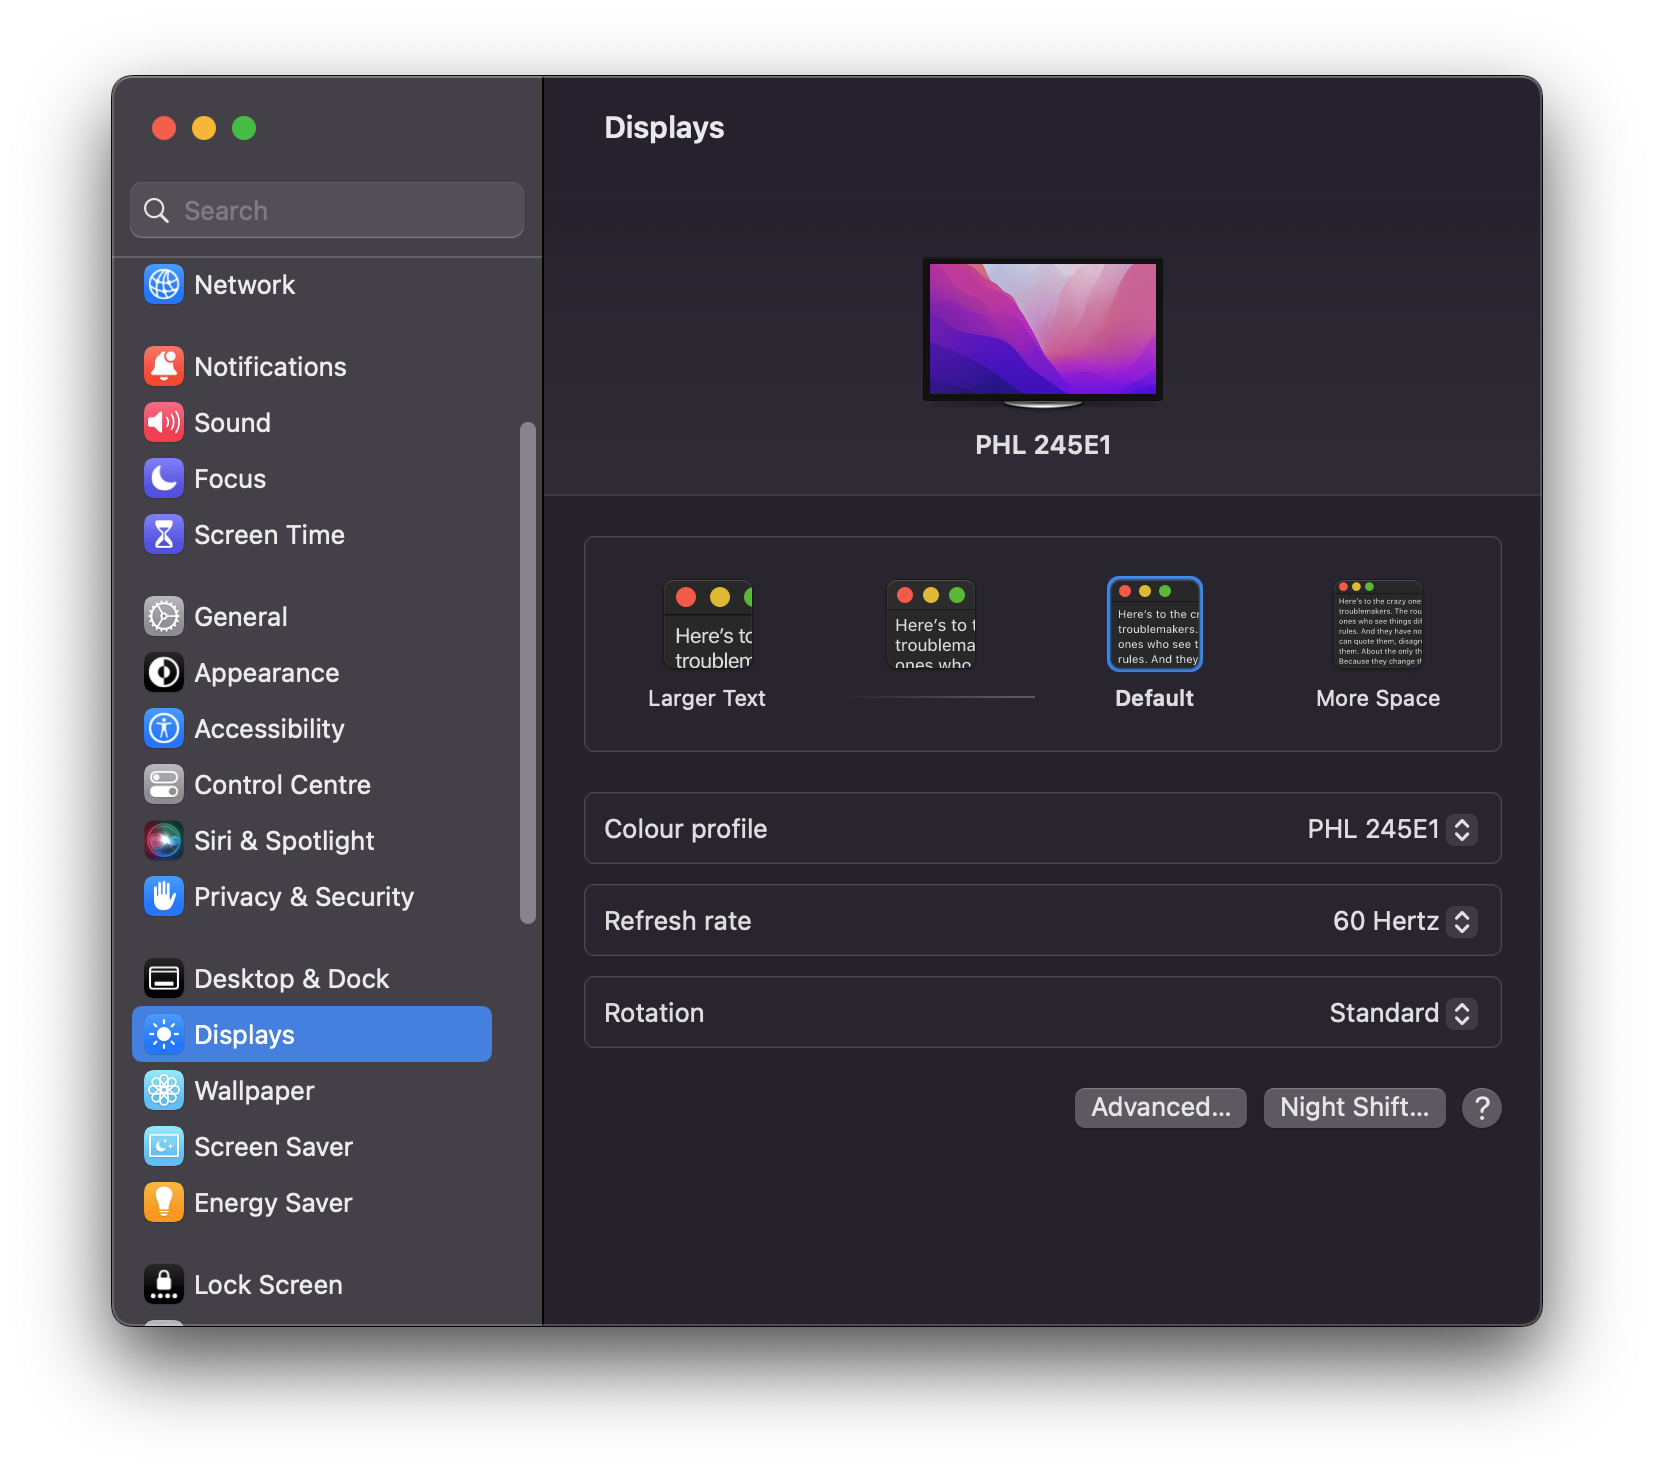 Search
Network
Notifications
Sound
Focus
Screen Time
General
Appearance
Accessibility
Control Centre
Siri & Spotlight
Privacy & Security
Desktop & Dock
Displays
Wallpaper
Screen Saver
Energy Saver
Lock Screen
Displays
PHL 245E1
Here's to
troublem
Here's to t
troublema
ones who
Here's to the cr
troublemakers.
ones who see t
rules. And they
Here's to the crazy one
troublemakers. The rou
ones who see things dif
rules. And they have no
can quote them, disagr
them. About the only th
Because they change th
Larger Text
Default
More Space
Colour profile
PHL 245E1
Refresh rate
60 Hertz
Rotation
Standard
Advanced...
Night Shift...
?